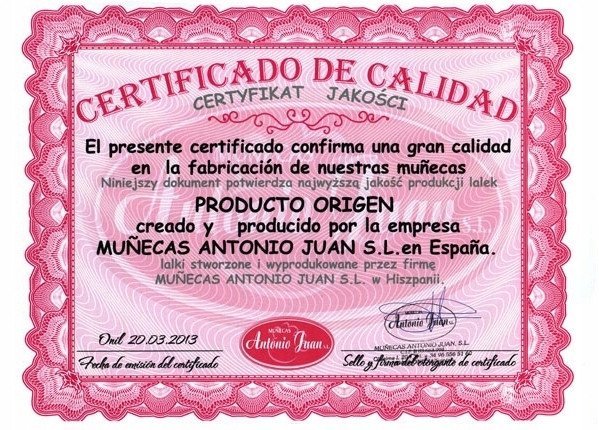 CERTIFICADO DE CALIDAD
CERTYFIKAT JAKOŚCI
El presente certificado confirma una gran calidad
en la fabricación de nuestras muñecas
Niniejszy dokument potwierdza najwyższą jakość produkcji lalek
PRODUCTO ORIGEN
creado y producido por la empresa
MUÑECAS ANTONIO JUAN S.L.en España.
lalki stworzone i wyprodukowane przez firmę
MUÑECAS ANTONIO JUAN S.L. w Hiszpanii.
Onil 20.03.2013
Fecha de emisión del certificado
MUÑECAS
Antonio Juan S.L.
MUÑECAS
Antonio Juan S.L.
MUÑECAS ANTONIO JUAN, S.L.
Sello y firma del otorgante de certificado